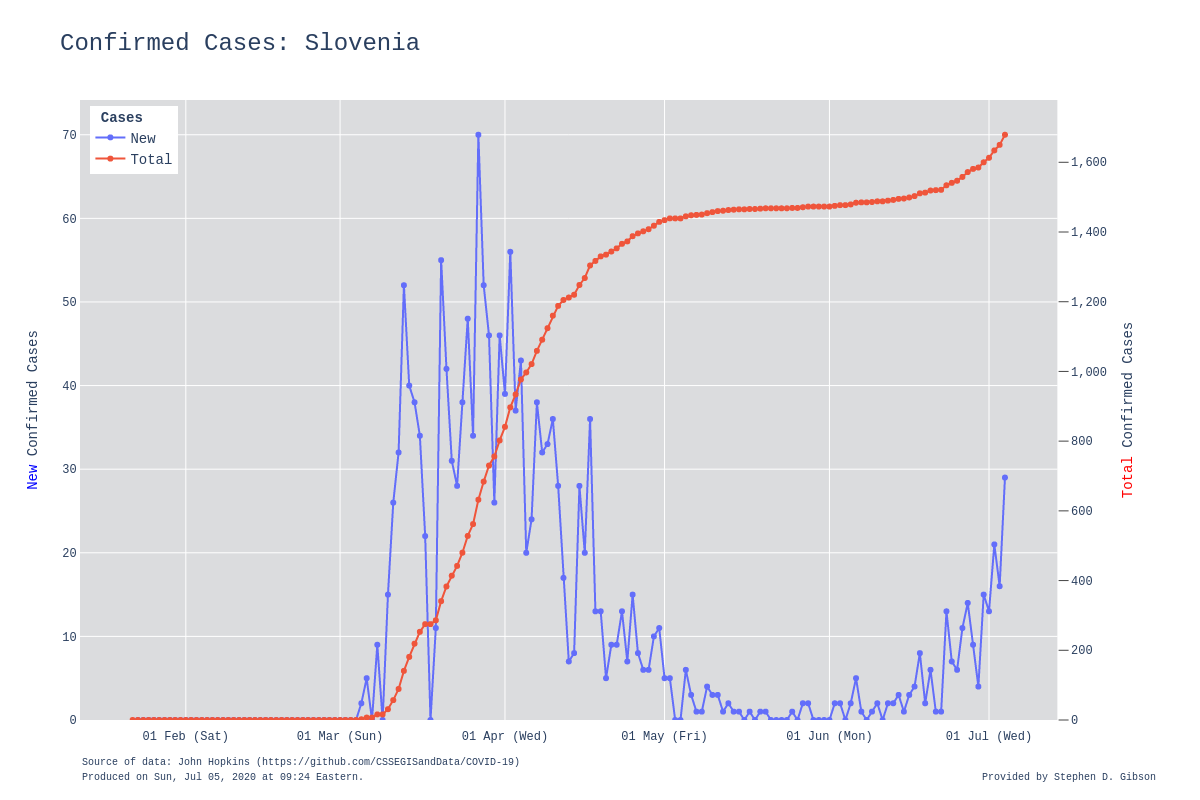 Confirmed Cases: Slovenia
Cases
New
Total
70
60
50
40
30
20
10
0
1,600
1,400
1,200
1,000
800
600
400
200
0
New Confirmed Cases
Total Confirmed Cases
01 Feb (Sat) 01 Mar (Sun) 01 Apr (Wed) 01 May (Fri) 01 Jun (Mon) 01 Jul (Wed)
Source of data: John Hopkins (https://github.com/CSSEGISandData/COVID-19)
Produced on Sun, Jul 05, 2020 at 09:24 Eastern.
Provided by Stephen D. Gibson